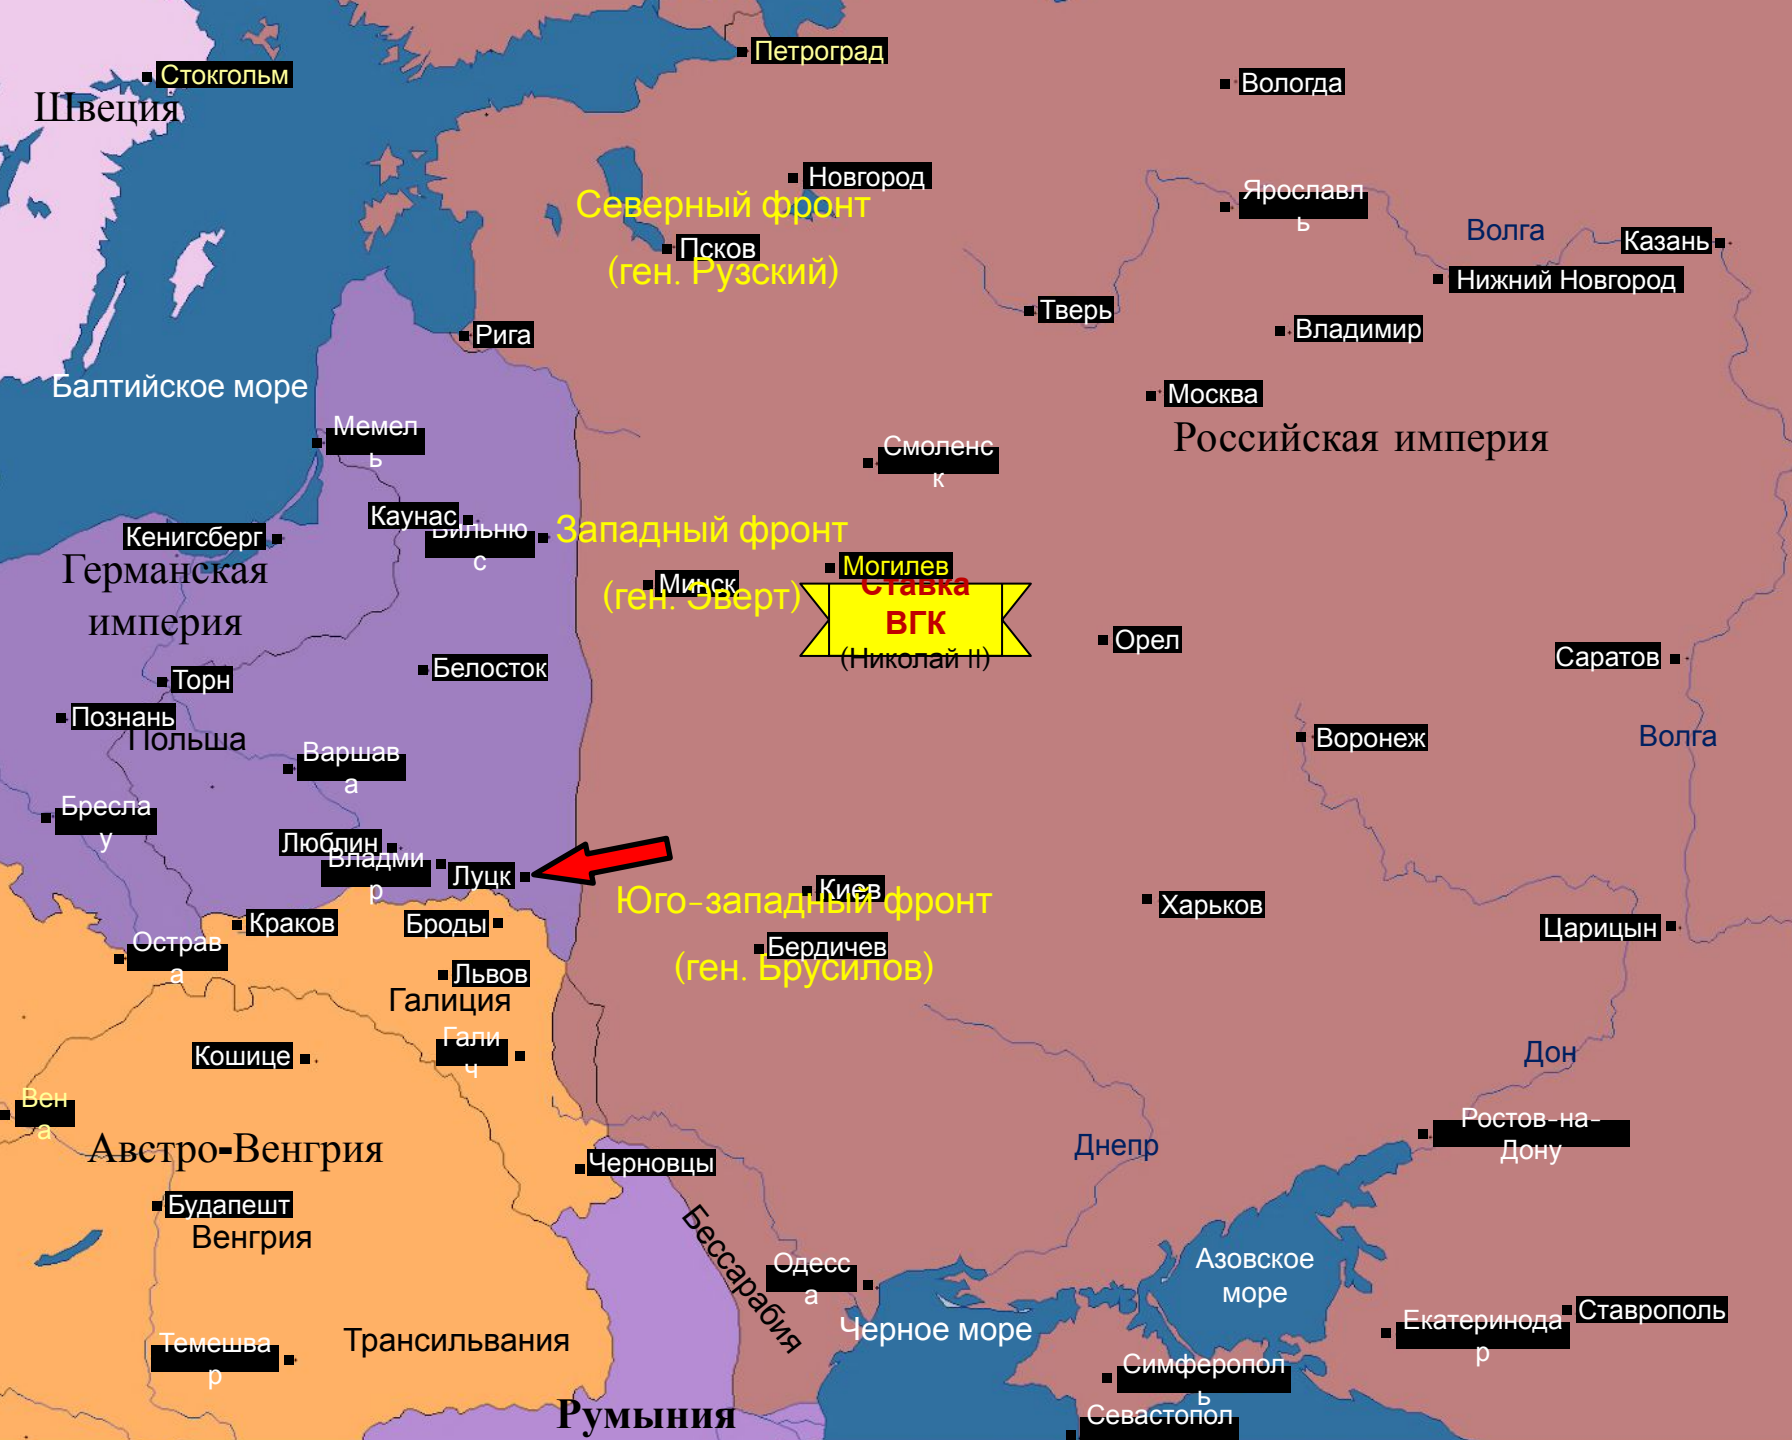 Петроград
Стокгольм
Швеция
Вологда
Новгород
Северный фронт
Псков
(ген. Рузский)
Ярославл
ь
Волга
Казань
Нижний Новгород
Тверь
Владимир
Рига
Балтийское море
Москва
Мемел
ь
Российская империя
Смоленс
к
Каунас
Вильню
с
Западный фронт
Кенигсберг
Германская
империя
Минск
(ген. Эверт)
Могилев
Ставка
ВГК
(Николай II)
Орел
Саратов
Белосток
Торн
Познань
Польша
Воронеж
Волга
Варшав
а
Бресла
у
Люблин
Владми
р
Луцк
Киев
Юго-западный фронт
Бердичев
(ген. Брусилов)
Харьков
Царицын
Краков
Броды
Острав
а
Львов
Галиция
Гали
ч
Кошице
Дон
Вен
а
Австро-Венгрия
Ростов-на-
Дону
Днепр
Черновцы
Будапешт
Венгрия
Бессарабия
Одесс
а
Азовское
море
Черное море
Ставрополь
Екатеринода
р
Трансильвания
Темешва
р
Симферопол
ь
Севастопол
Румыния